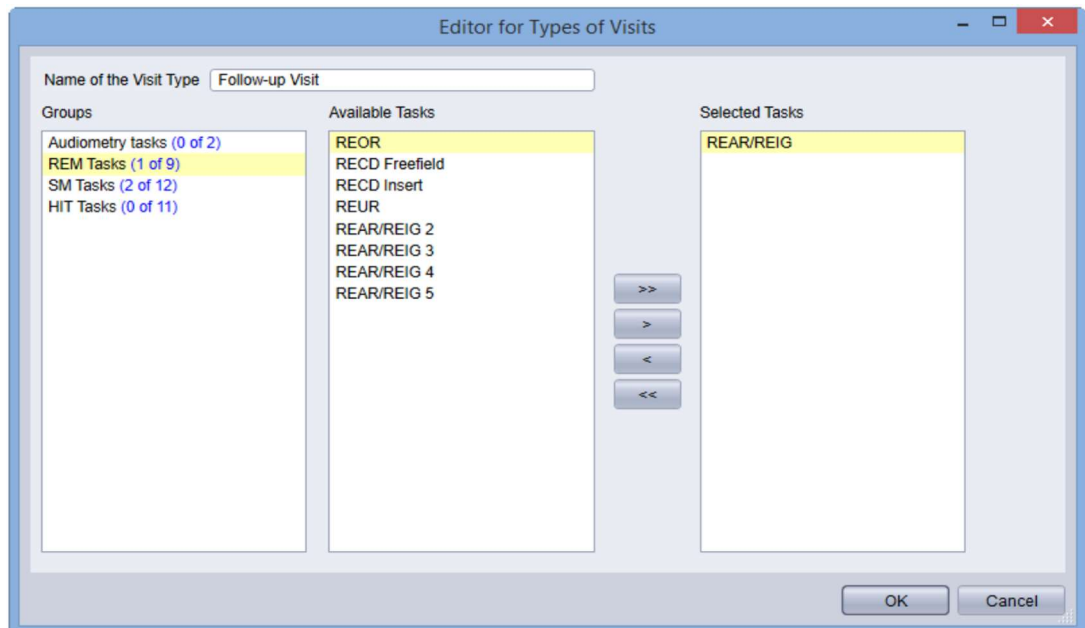 Editor for Types of Visits
Name of the Visit Type Follow-up Visit
Groups
Audiometry tasks (0 of 2)
REM Tasks (1 of 9)
SM Tasks (2 of 12)
HIT Tasks (0 of 11)
Available Tasks
REOR
RECD Freefield
RECD Insert
REUR
REAR/REIG 2
REAR/REIG 3
REAR/REIG 4
REAR/REIG 5
>>
>
<
<<
Selected Tasks
REAR/REIG
OK Cancel